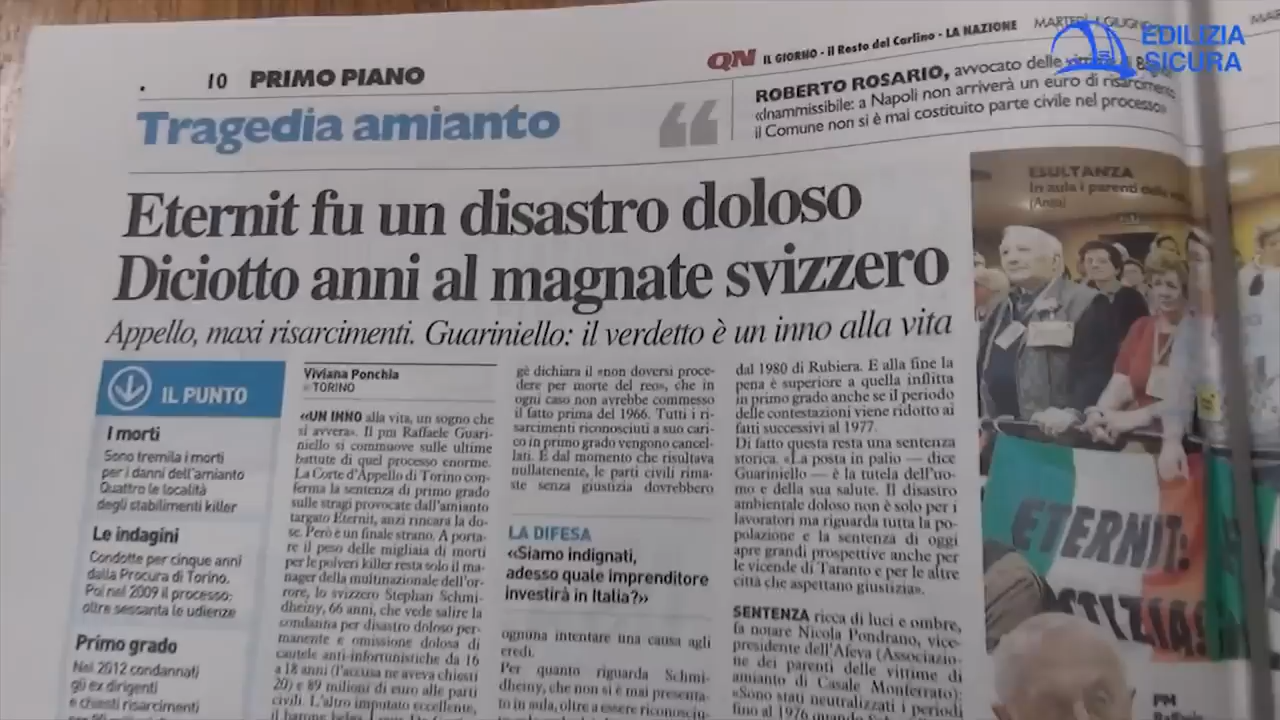 10 PRIMO PIANO
QN IL GIORNO - il Resto del Carlino - LA NAZIONE
MARTEDÌ 4 GIUGNO
EDILIZIA
SICURA
Tragedia amianto
“
ROBERTO ROSARIO, avvocato delle
«Inammissibile: a Napoli non arriverà un euro di risarcimento
il Comune non si è mai costituito parte civile nel processo»
Eternit fu un disastro doloso
Diciotto anni al magnate svizzero
Appello, maxi risarcimenti. Guariniello: il verdetto è un inno alla vita
ESULTANZA
In aula i parenti delle
(Ansa)
IL PUNTO
I morti
Sono tremila i morti
per i danni dell'amianto
Quattro le località
degli stabilimenti killer
Le indagini
Condotte per cinque anni
dalla Procura di Torino.
Poi nel 2009 il processo:
oltre sessanta le udienze
Primo grado
Nel 2012 condannati
gli ex dirigenti
e chiesti risarcimenti
Viviana Ponchia
TORINO
«UN INNO alla vita, un sogno che
si avvera». Il pm Raffaele Guari-
niello si commuove sulle ultime
battute di quel processo enorme.
La Corte d'Appello di Torino con-
ferma la sentenza di primo grado
sulle stragi provocate dall'amianto
targato Eternit, anzi rincara la do-
se. Però è un finale strano. A porta-
re il peso delle migliaia di morti
per le polveri killer resta solo il ma-
nager della multinazionale dell'or-
rore, lo svizzero Stephan Schmi-
dheiny, 66 anni, che vede salire la
condanna per disastro doloso per-
manente e omissione dolosa di
cautele anti-infortunistiche da 16
a 18 anni (l'accusa ne aveva chiesti
20) e 89 milioni di euro alle parti
civili. L'altro imputato eccellente,
il barone belga
gè dichiara il «non doversi proce-
dere per morte del reo», che in
ogni caso non avrebbe commesso
il fatto prima del 1966. Tutti i ri-
sarcimenti riconosciuti a suo cari-
co in primo grado vengono cancel-
lati. E dal momento che risultava
nullatenente, le parti civili rima-
ste senza giustizia dovrebbero
LA DIFESA
«Siamo indignati,
adesso quale imprenditore
investirà in Italia?»
ognuna intentare una causa agli
eredi.
Per quanto riguarda Schmi-
dheiny, che non si è mai presenta-
to in aula, oltre a essere riconosciu-
dal 1980 di Rubiera. E alla fine la
pena è superiore a quella inflitta
in primo grado anche se il periodo
delle contestazioni viene ridotto ai
fatti successivi al 1977.
Di fatto questa resta una sentenza
storica. «La posta in palio — dice
Guariniello — è la tutela dell'uo-
mo e della sua salute. Il disastro
ambientale doloso non è solo per i
lavoratori ma riguarda tutta la po-
polazione e la sentenza di oggi
apre grandi prospettive anche per
le vicende di Taranto e per le altre
città che aspettano giustizia».
SENTENZA ricca di luci e ombre,
fa notare Nicola Pondrano, vice-
presidente dell'Afeva (Associazio-
ne dei parenti delle vittime di
amianto di Casale Monferrato):
«Sono stati neutralizzati i periodi
fino al 1976 quando
ETERNIT:
PM